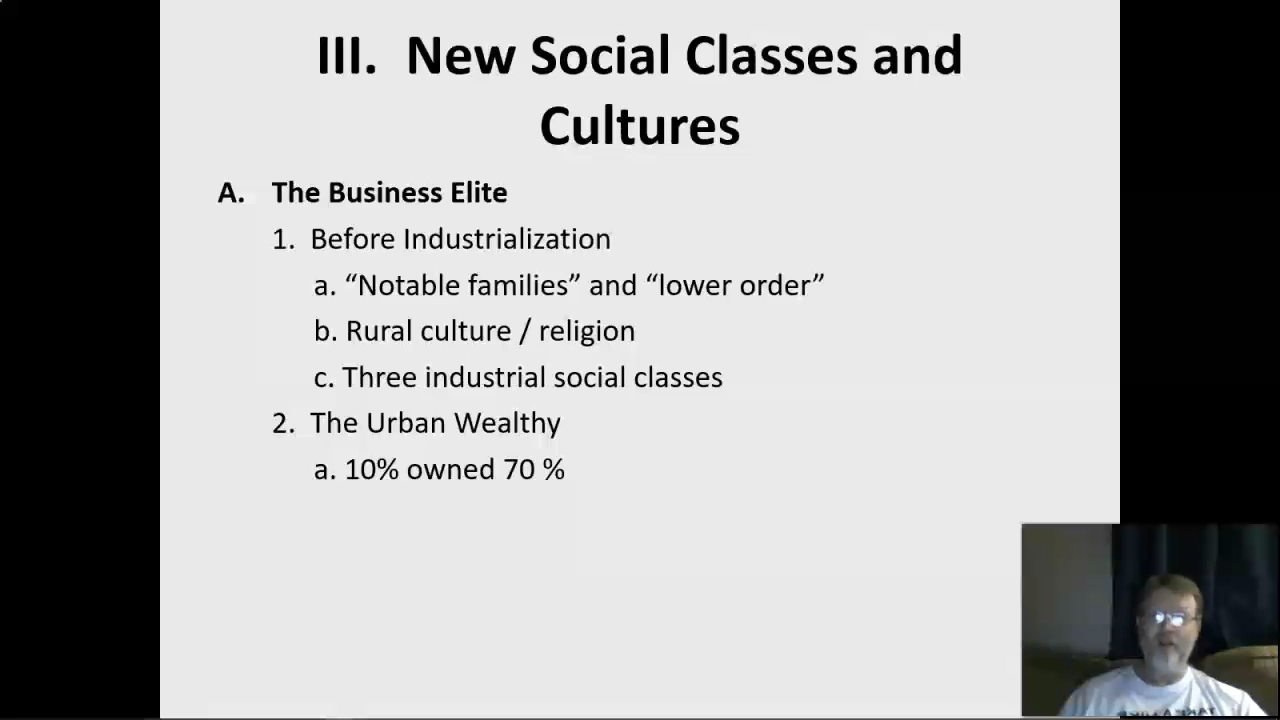 III. New Social Classes and
Cultures
A. The Business Elite
1. Before Industrialization
a. “Notable families” and “lower order”
b. Rural culture / religion
c. Three industrial social classes
2. The Urban Wealthy
a. 10% owned 70 %